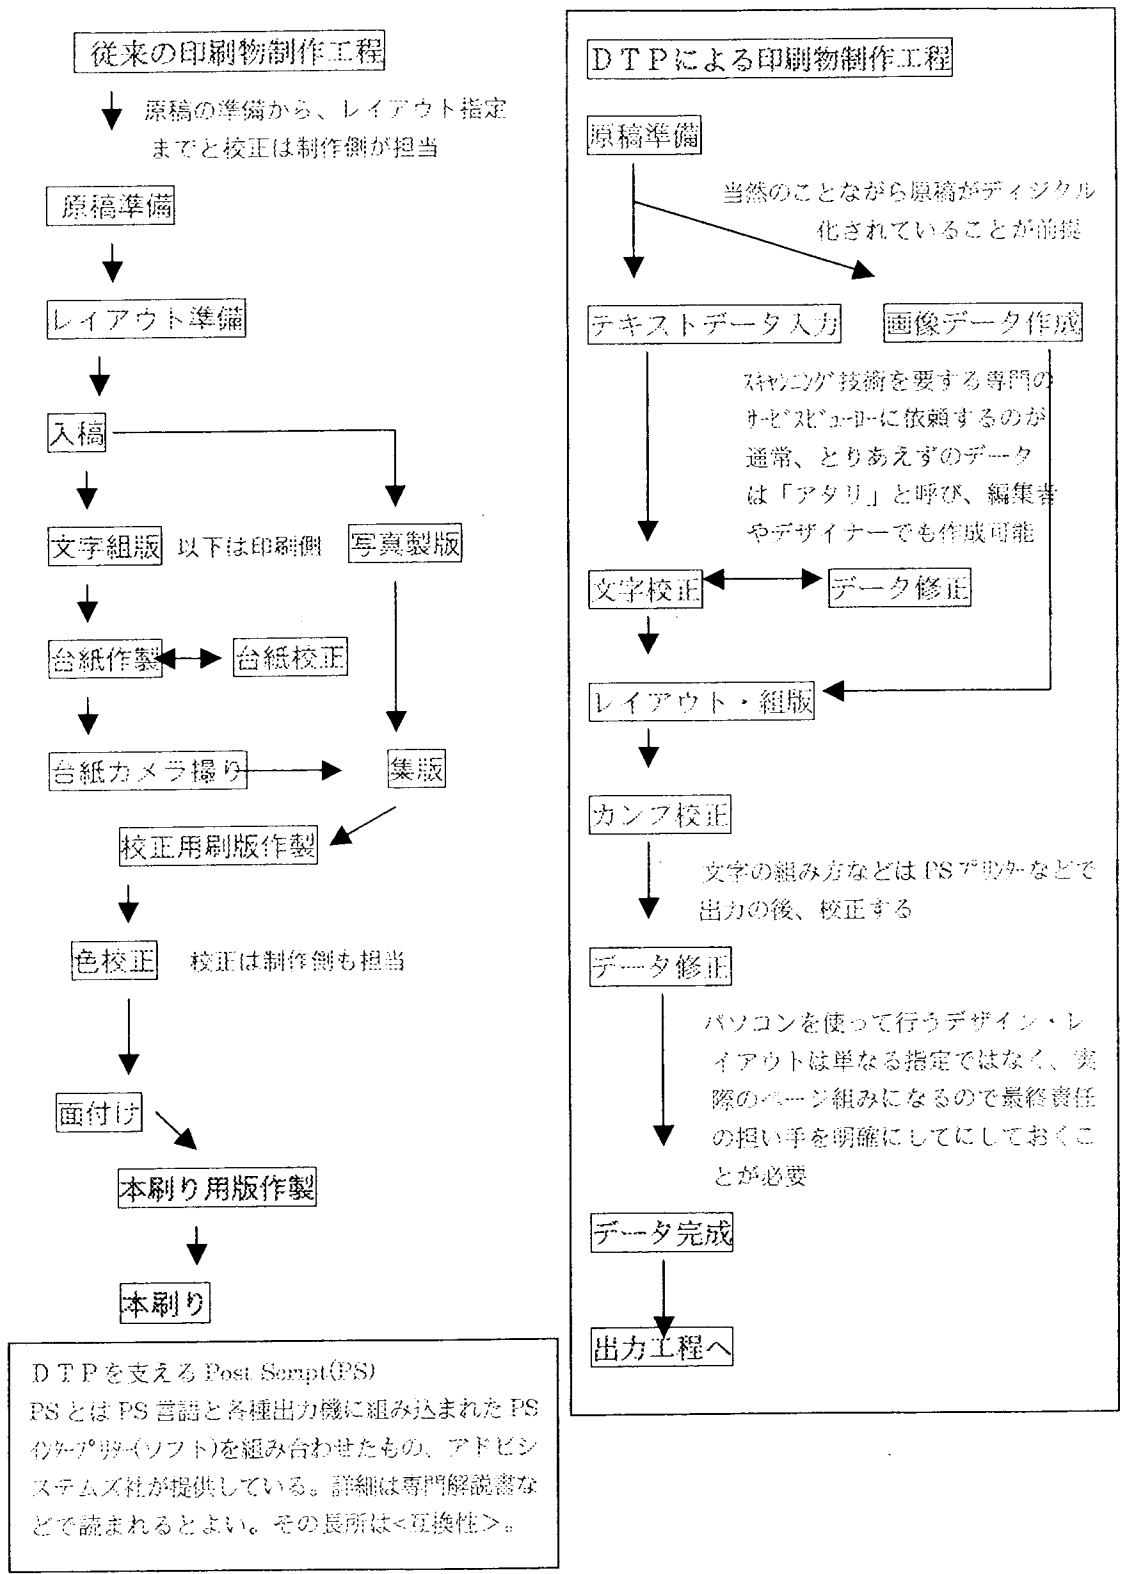 従来の印刷物制作工程
原稿の準備から、レイアウト指定
までと校正は制作側が担当
原稿準備
レイアウト準備
入稿
文字組版
以下は印刷側
写真製版
台紙作製
台紙校正
台紙カメラ撮り
集版
校正用刷版作製
色校正
校正は制作側も担当
面付け
本刷り用版作製
本刷り
DTPを支える Post Script(PS)
PSとはPS言語と各種出力機に組み込まれたPS
ｲﾝﾀｰﾌﾟﾘﾀｰ(ソフト)を組み合わせたもの、アドビシ
ステムズ社が提供している。詳細は専門解説書な
どで読まれるとよい。その長所は<互換性>。
DTPによる印刷物制作工程
原稿準備
当然のことながら原稿がディジタル
化されていることが前提
テキストデータ入力
画像データ作成
ｽｷｬﾝﾆﾝｸﾞ技術を要する専門の
ｻｰﾋﾞｽﾋﾞｭｰﾛｰに依頼するのが
通常、とりあえずのデータ
は「アタリ」と呼び、編集者
やデザイナーでも作成可能
文字校正
データ修正
レイアウト・組版
カンプ校正
文字の組み方などはPSﾌﾟﾘﾝﾀｰなどで
出力の後、校正する
データ修正
パソコンを使って行うデザイン・レ
イアウトは単なる指定ではなく、実
際のページ組みになるので最終責任
の担い手を明確にしてにしておくこ
とが必要
データ完成
出力工程へ